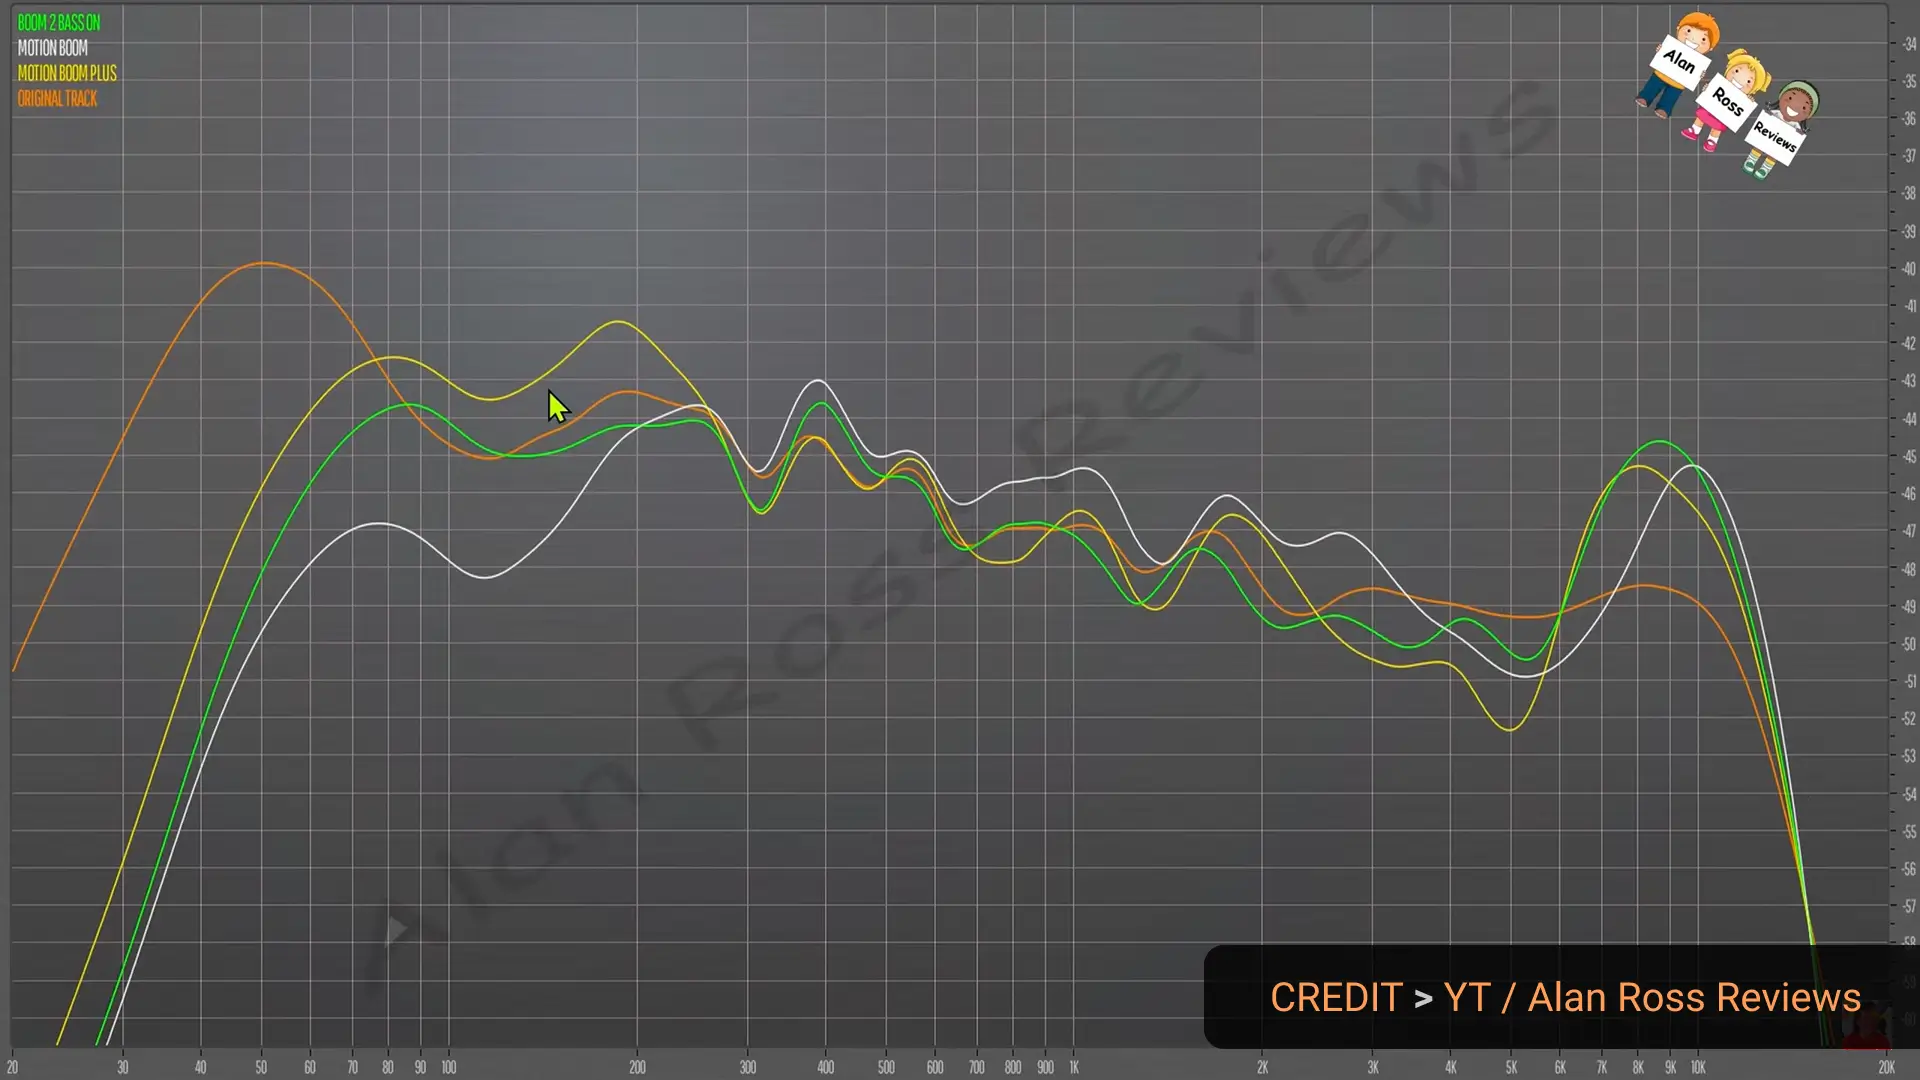 BOOM 2 BASS ON
MOTION BOOM
MOTION BOOM PLUS
ORIGINAL TRACK
Alan
Ross
Reviews
Alan Ross Reviews
-34
-35
-36
-37
-38
-39
-40
-41
-42
-43
-44
-45
-46
-47
-48
-49
-50
-51
-52
-53
-54
-55
-56
-57
-58
CREDIT > YT / Alan Ross Reviews
20 30 40 50 60 70 80 90 100 200 300 400 500 600 700 800 900 1K 2K 3K 4K 5K 6K 7K 8K 9K 10K 20K